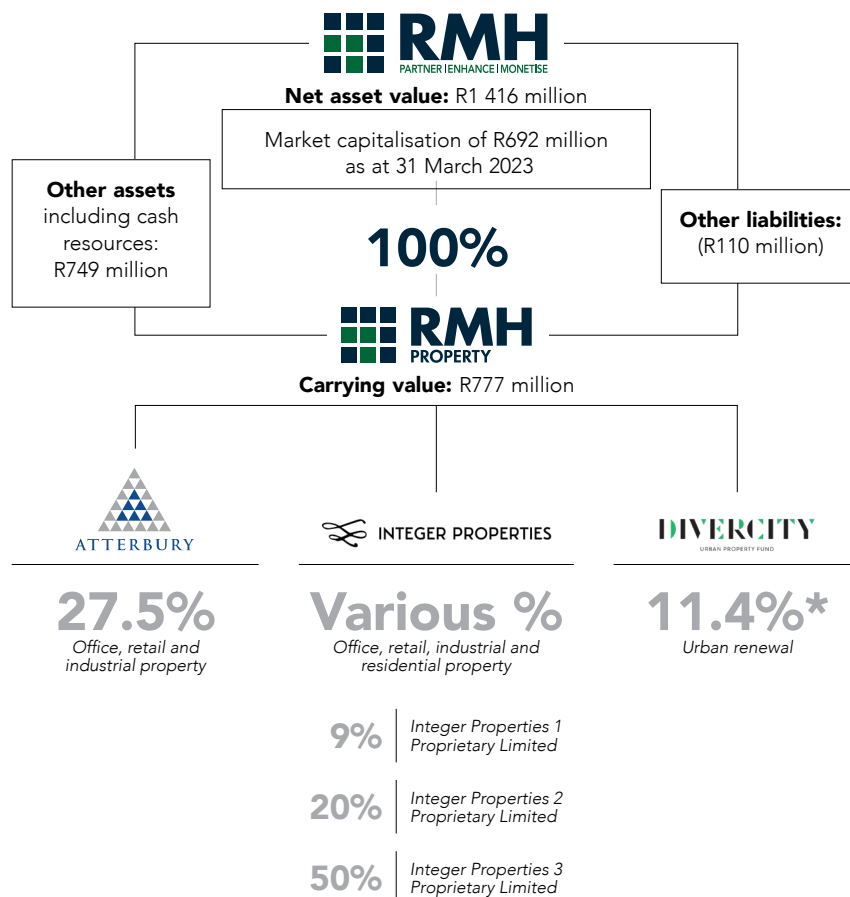 RMH
PARTNER | ENHANCE | MONETISE
Net asset value: R1 416 million
Market capitalisation of R692 million
as at 31 March 2023
Other assets
including cash
resources:
R749 million
100%
Other liabilities:
(R110 million)
RMH
PROPERTY
Carrying value: R777 million
ATTERBURY
27.5%
Office, retail and
industrial property
INTEGER PROPERTIES
Various %
Office, retail, industrial and
residential property
9%
Integer Properties 1
Proprietary Limited
20%
Integer Properties 2
Proprietary Limited
50%
Integer Properties 3
Proprietary Limited
DIVERCITY
URBAN PROPERTY FUND
11.4%*
Urban renewal